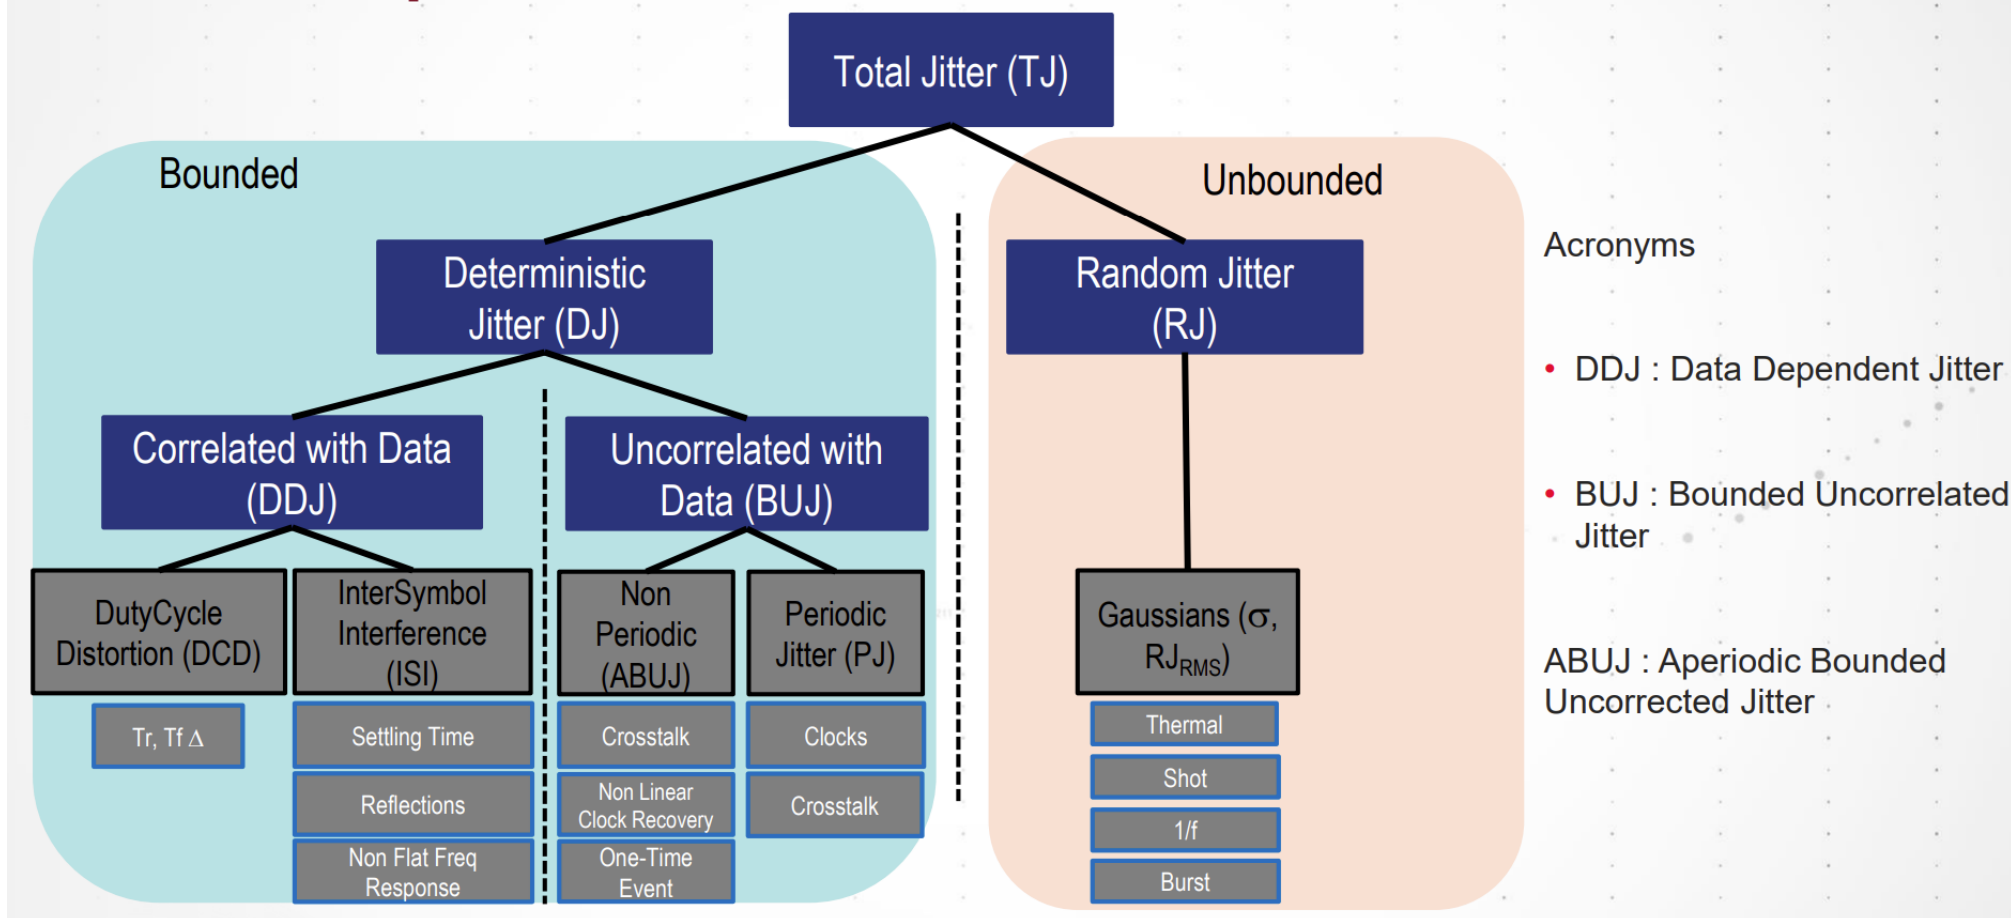 Total Jitter (TJ)
Bounded
Unbounded
Deterministic
Jitter (DJ)
Random Jitter
(RJ)
Acronyms
• DDJ : Data Dependent Jitter
Correlated with Data
(DDJ)
Uncorrelated with
Data (BUJ)
• BUJ : Bounded Uncorrelated
Jitter
DutyCycle
Distortion (DCD)
InterSymbol
Interference
(ISI)
Non
Periodic
(ABUJ)
Periodic
Jitter (PJ)
Gaussians (σ,
RJRMS)
ABUJ : Aperiodic Bounded
Uncorrected Jitter
Tr, Tf Δ
Settling Time
Reflections
Non Flat Freq
Response
Crosstalk
Non Linear
Clock Recovery
One-Time
Event
Clocks
Crosstalk
Thermal
Shot
1/f
Burst